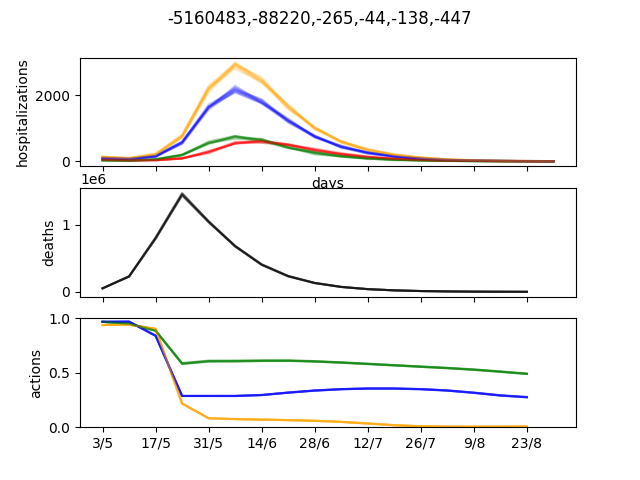 -5160483,-88220,-265,-44,-138,-447
hospitalizations
2000
0
days
1e6
deaths
1
0
actions
1.0
0.5
0.0
3/5 17/5 31/5 14/6 28/6 12/7 26/7 9/8 23/8